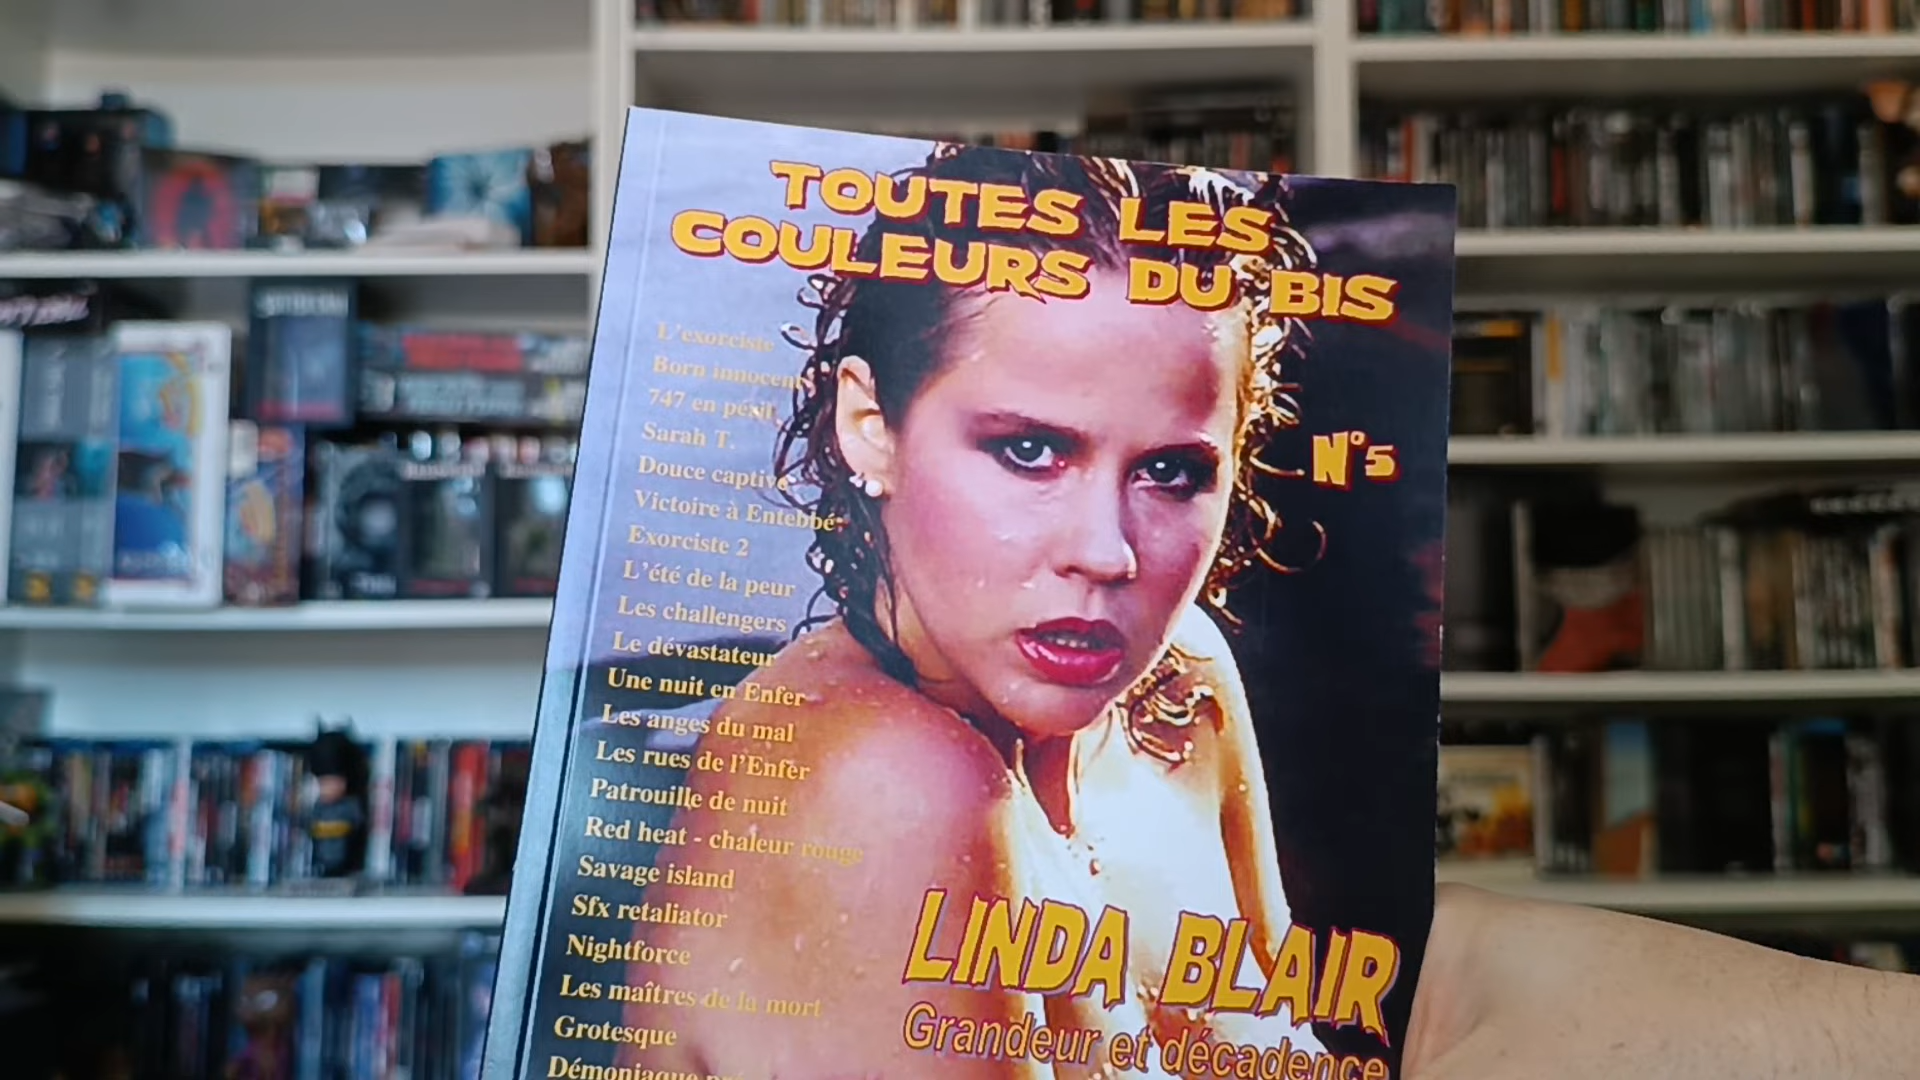 TOUTES LES
COULEURS DU BIS
N°5
L'exorciste
Born innocent
747 en péril
Sarah T.
Douce captive
Victoire à Entebbé
Exorciste 2
L'été de la peur
Les challengers
Le dévastateur
Une nuit en Enfer
Les anges du mal
Les rues de l'Enfer
Patrouille de nuit
Red heat - chaleur rouge
Savage island
Sfx retaliator
Nightforce
Les maîtres de la mort
Grotesque
LINDA BLAIR
Grandeur et décadence